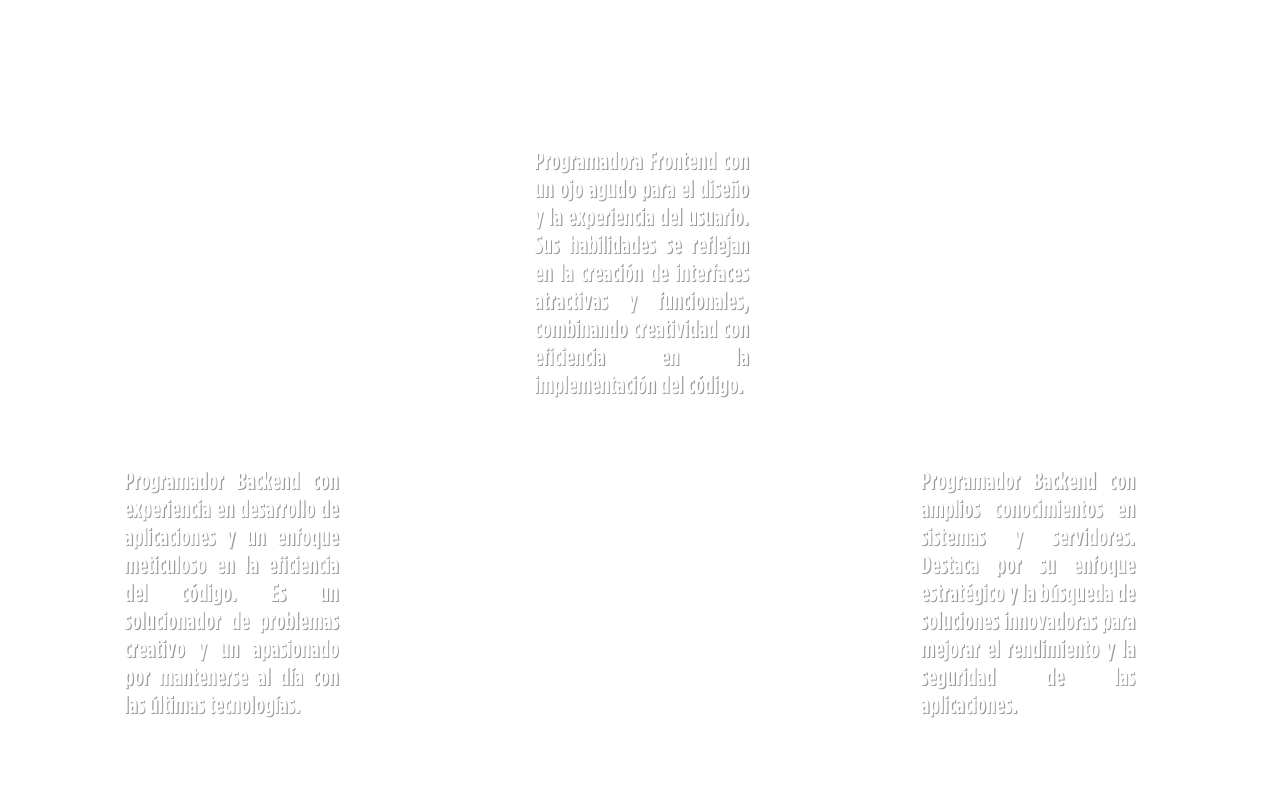 Programadora Frontend con
un ojo agudo para el diseño
y la experiencia del usuario.
Sus habilidades se reflejan
en la creación de interfaces
atractivas y funcionales,
combinando creatividad con
eficiencia en la
implementación del código.
Programador Backend con
experiencia en desarrollo de
aplicaciones y un enfoque
meticuloso en la eficiencia
del código. Es un
solucionador de problemas
creativo y un apasionado
por mantenerse al día con
las últimas tecnologías.
Programador Backend con
amplios conocimientos en
sistemas y servidores.
Destaca por su enfoque
estratégico y la búsqueda de
soluciones innovadoras para
mejorar el rendimiento y la
seguridad de las
aplicaciones.